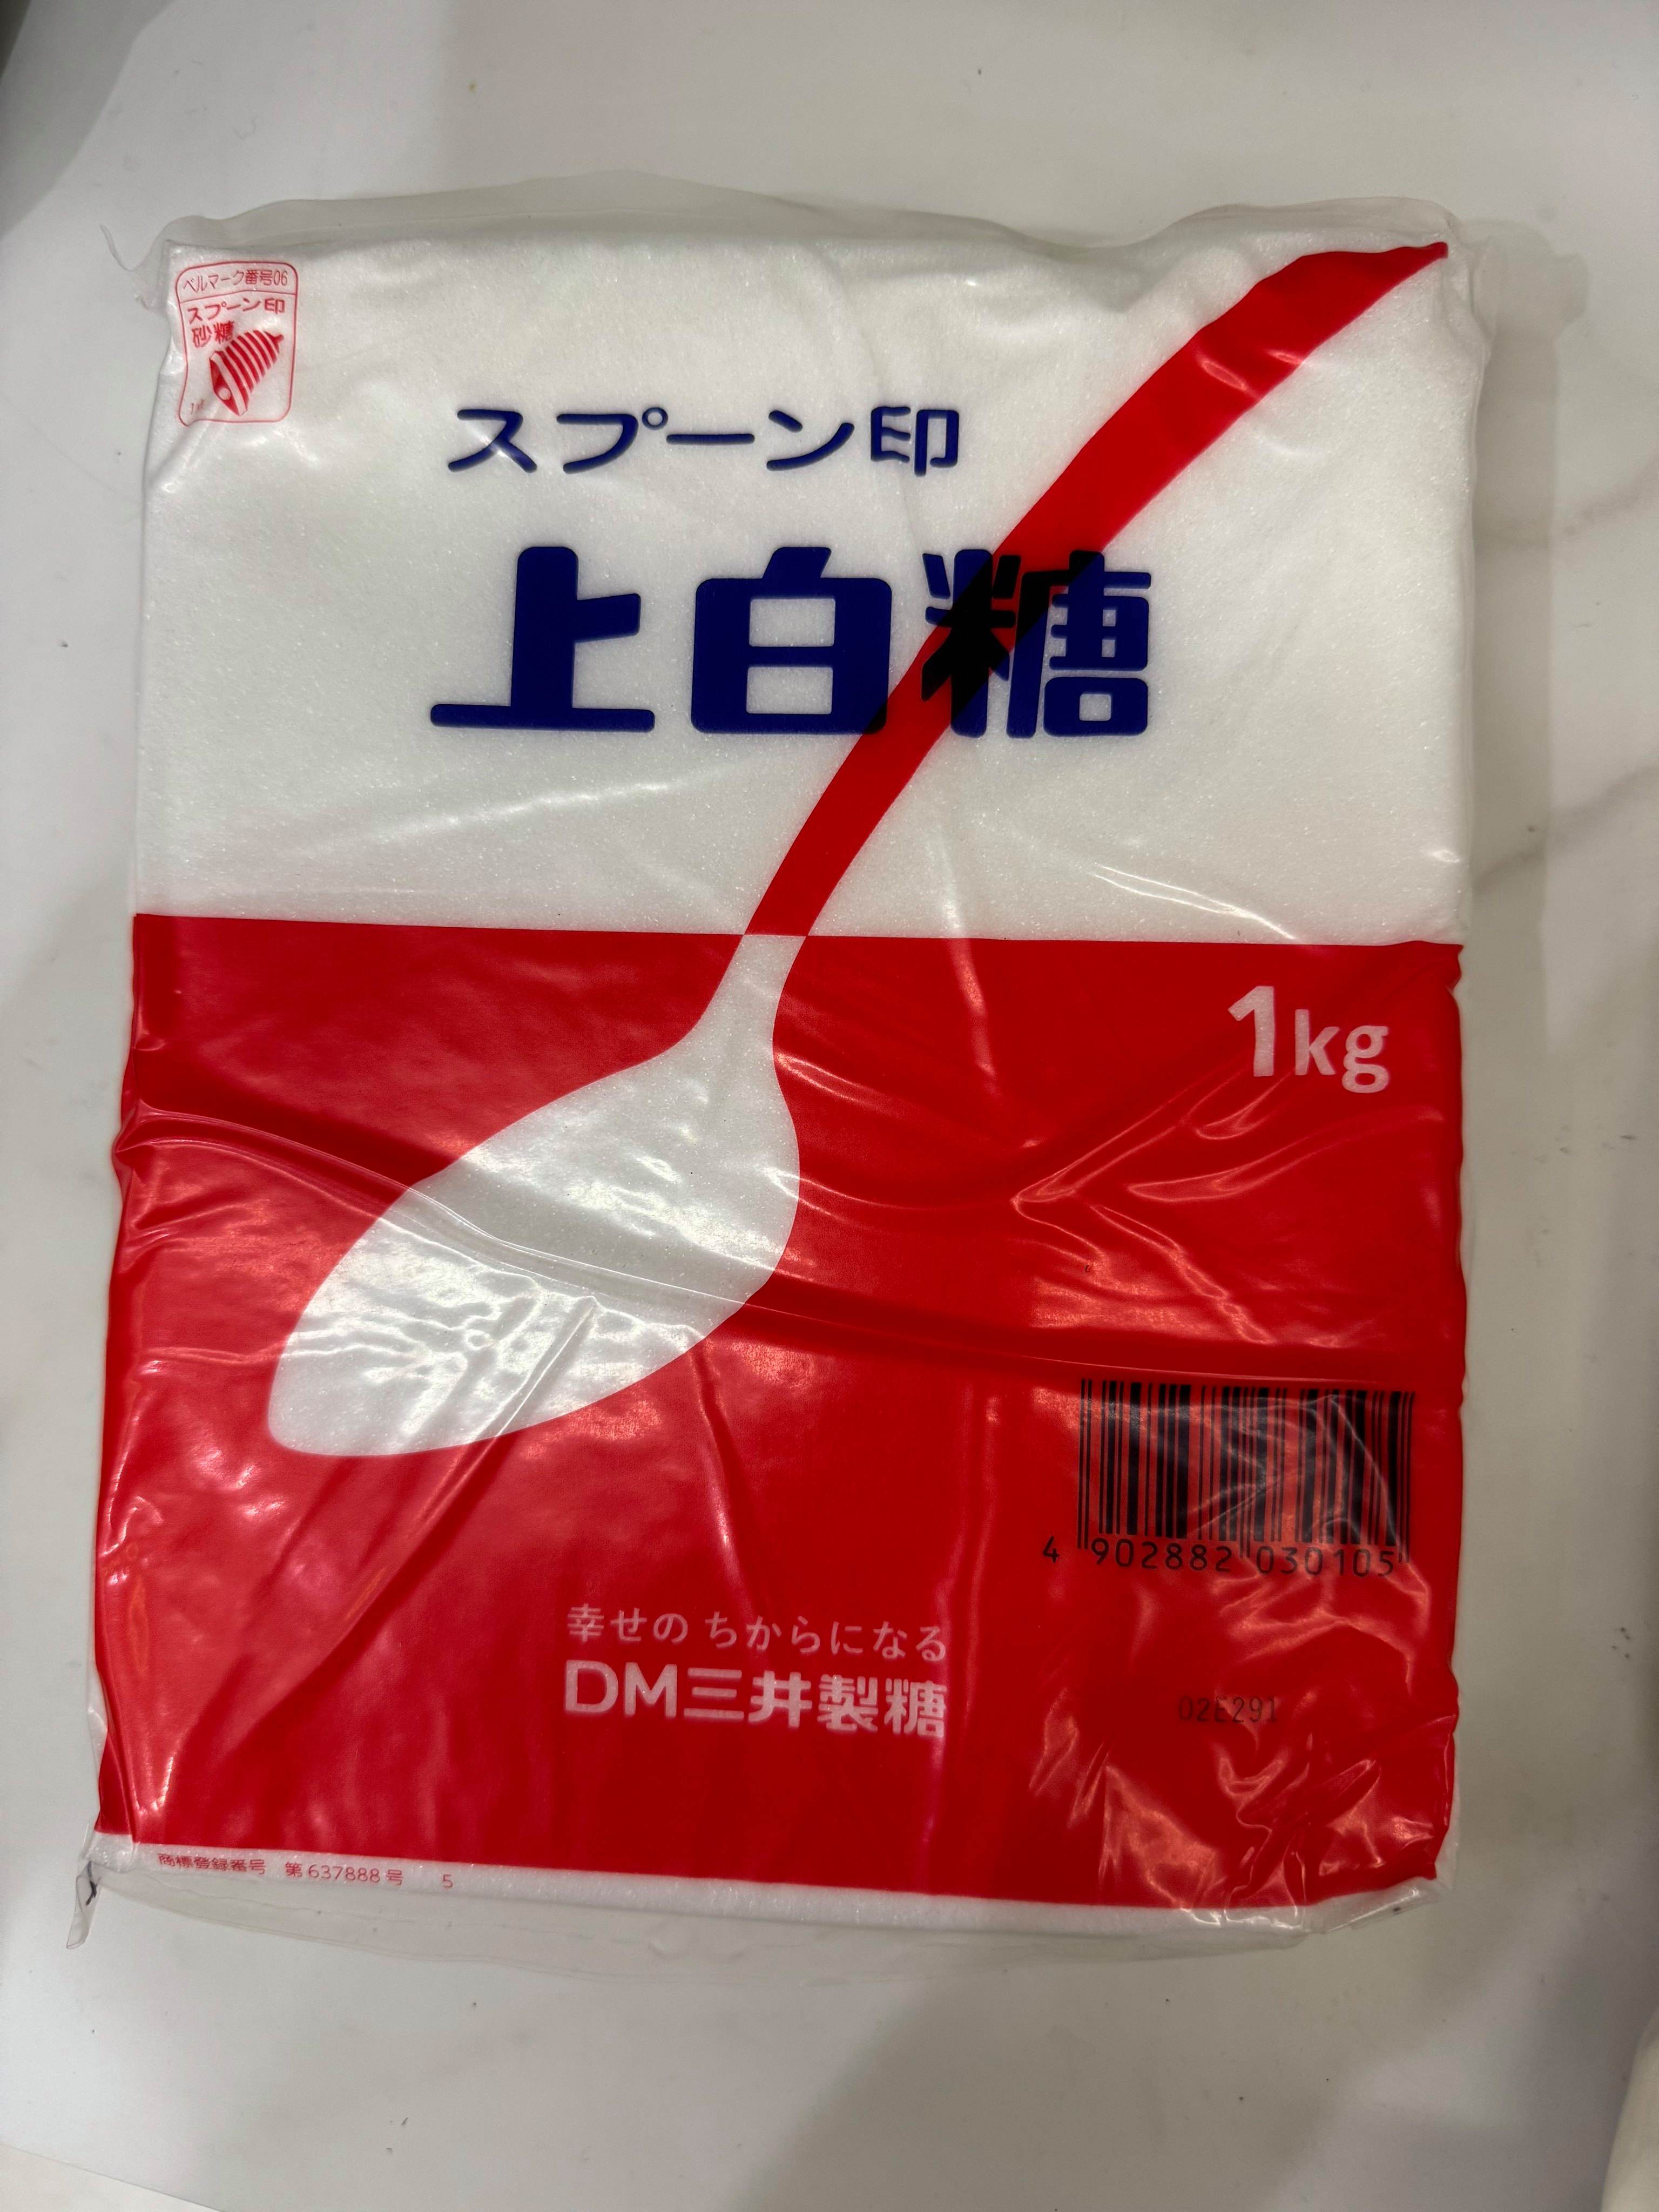 ベルマーク番号06
スプーン印
砂糖
スプーン印
上白糖
1kg
4 902882 030105
幸せの ちからになる
DM三井製糖
02E291
商標登録番号 第637888号 5